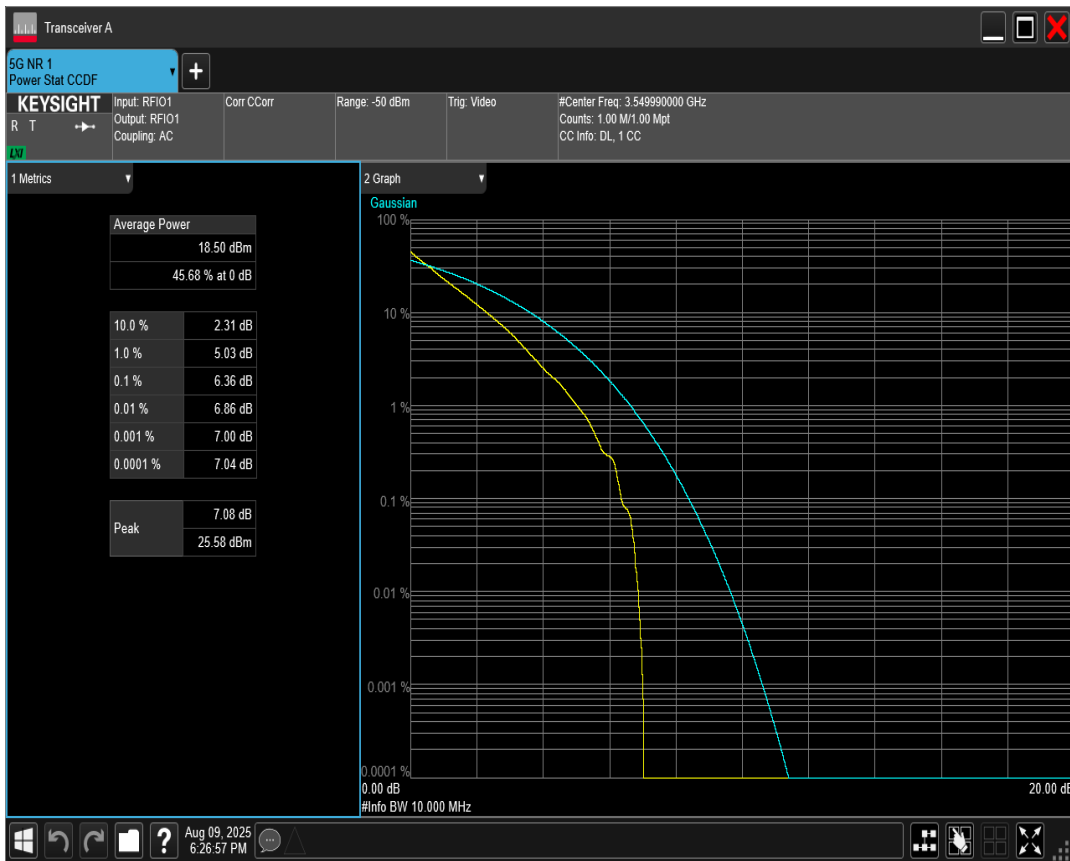 Transceiver A
5G NR 1
Power Stat CCDF
KEYSIGHT
R T
LXI
Input: RFIO1
Output: RFIO1
Coupling: AC
Corr CCorr
Range: -50 dBm
Trig: Video
#Center Freq: 3.549990000 GHz
Counts: 1.00 M/1.00 Mpt
CC Info: DL, 1 CC
1 Metrics
Average Power
18.50 dBm
45.68 % at 0 dB
10.0 % 2.31 dB
1.0 % 5.03 dB
0.1 % 6.36 dB
0.01 % 6.86 dB
0.001 % 7.00 dB
0.0001 % 7.04 dB
Peak
7.08 dB
25.58 dBm
2 Graph
Gaussian
100 %
10 %
1 %
0.1 %
0.01 %
0.001 %
0.0001 %
0.00 dB 20.00 dB
#Info BW 10.000 MHz
?
Aug 09, 2025
6:26:57 PM